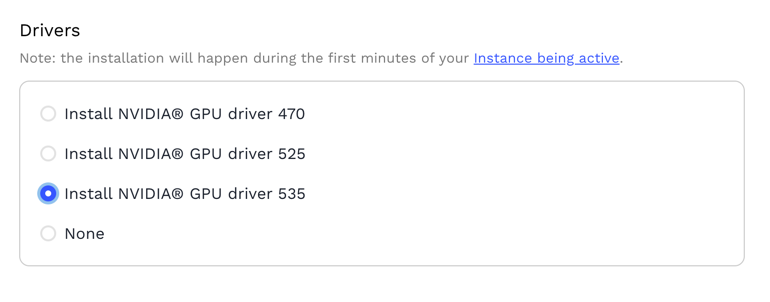 Drivers
Note: the installation will happen during the first minutes of your Instance being active.
Install NVIDIA® GPU driver 470
Install NVIDIA® GPU driver 525
Install NVIDIA® GPU driver 535
None